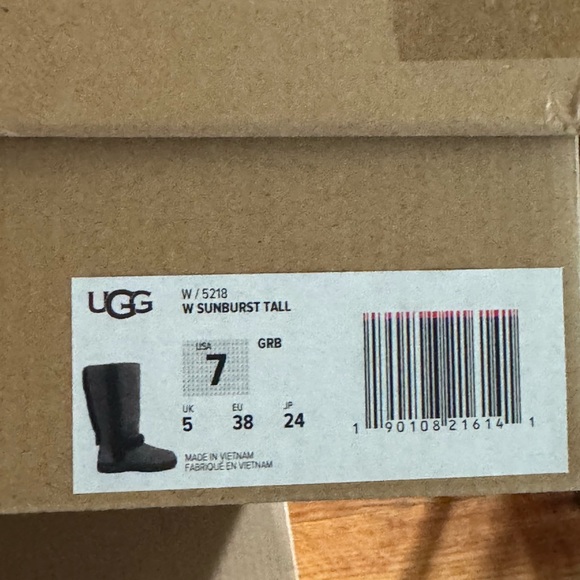 UGG
W / 5218
W SUNBURST TALL
USA
7
GRB
UK EU JP
5 38 24
MADE IN VIETNAM
FABRIQUÉ EN VIETNAM
1 90108 21614 1